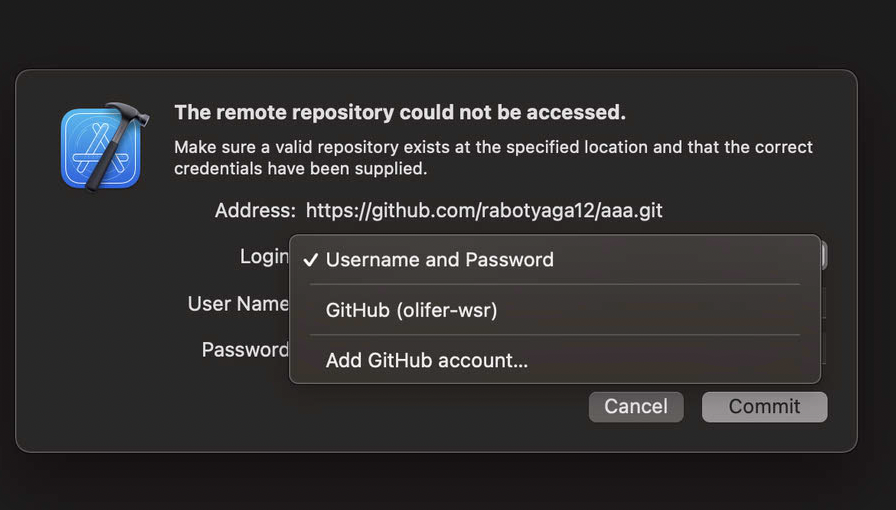 The remote repository could not be accessed.
Make sure a valid repository exists at the specified location and that the correct
credentials have been supplied.
Address: https://github.com/rabotyaga12/aaa.git
Login
Username and Password
User Name
GitHub (olifer-wsr)
Password
Add GitHub account...
Cancel
Commit